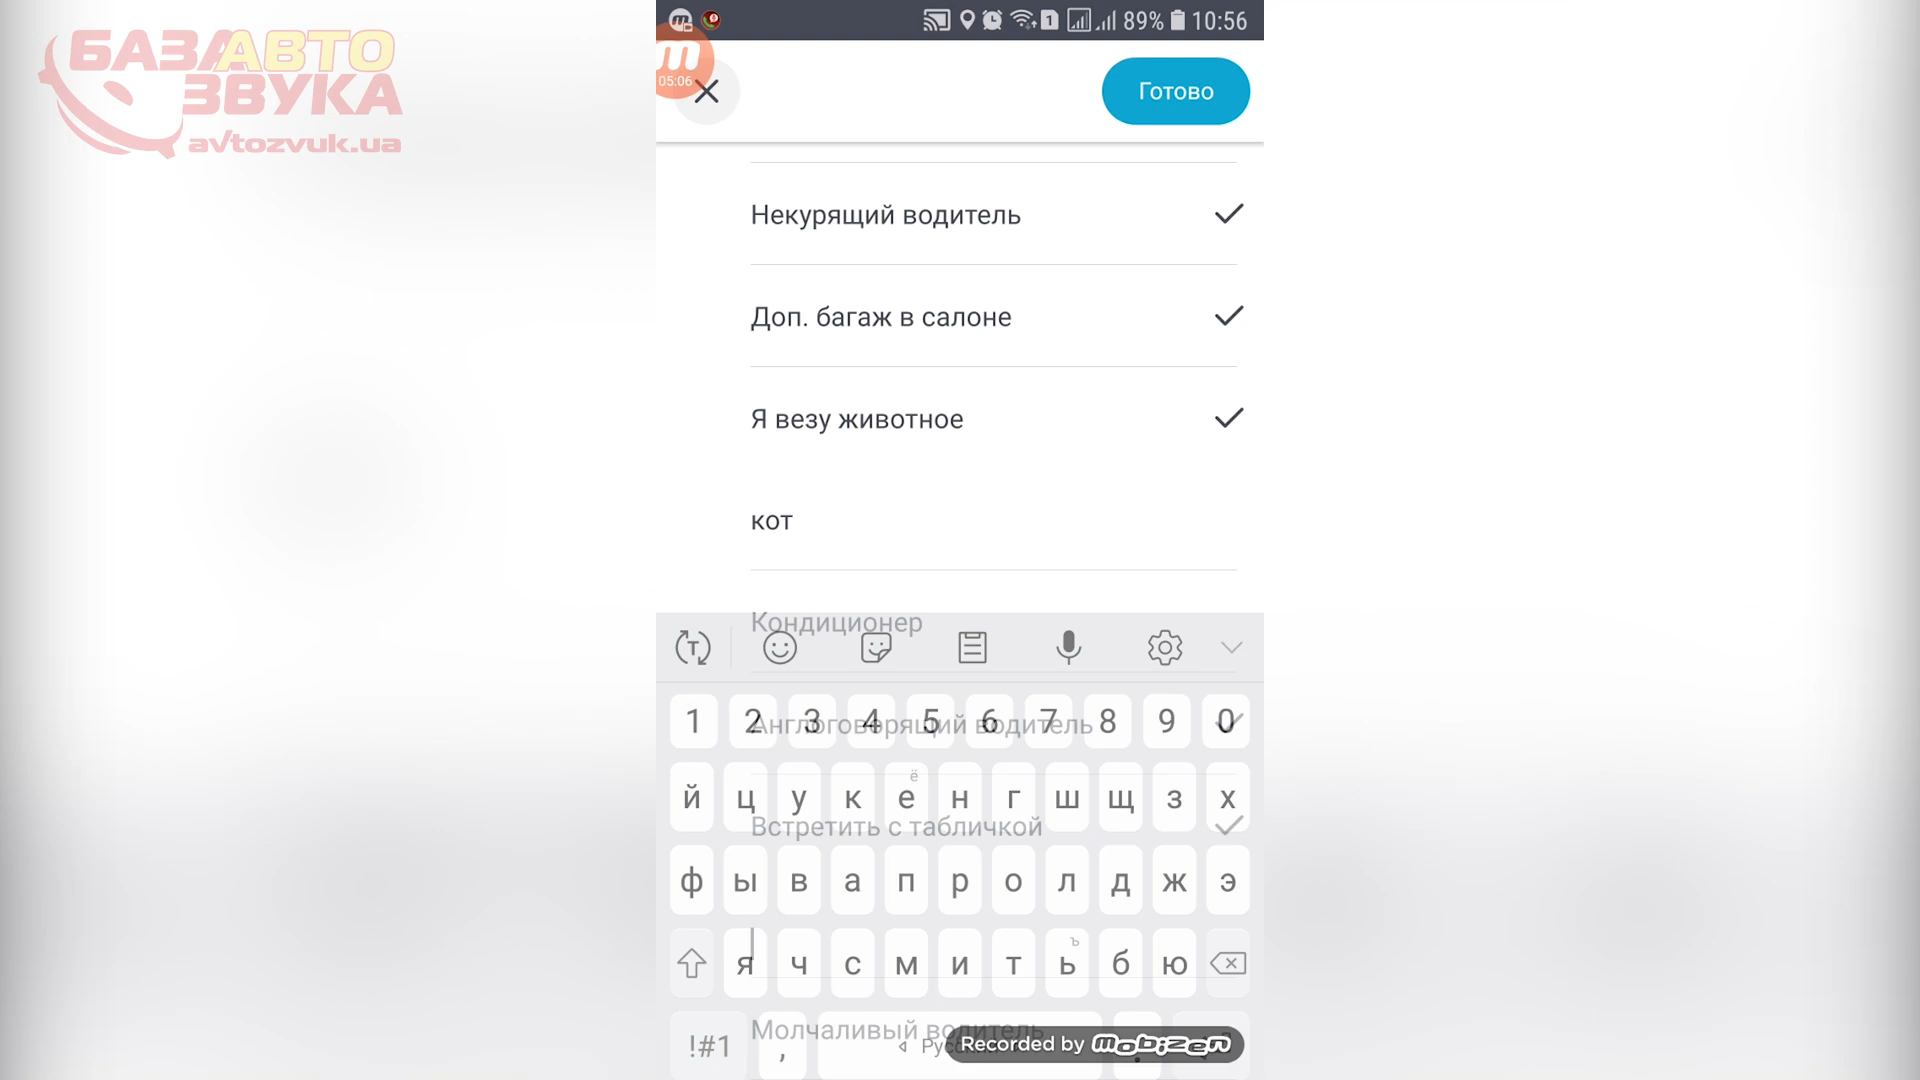 БАЗА АВТО
ЗВУКА
avtozvuk.ua
1
89%
10:56
05:06
Готово
Некурящий водитель
Доп. багаж в салоне
Я везу животное
кот
Кондиционер
1 2 3 4 5 6 7 8 9 0
Англоговорящий водитель
ё
й ц у к е н г ш щ з х
Встретить с табличкой
ф ы в а п р о л д ж э
ъ
я ч с м и т ь б ю
Молчаливый водитель
!#1 ,
Recorded by mobizen